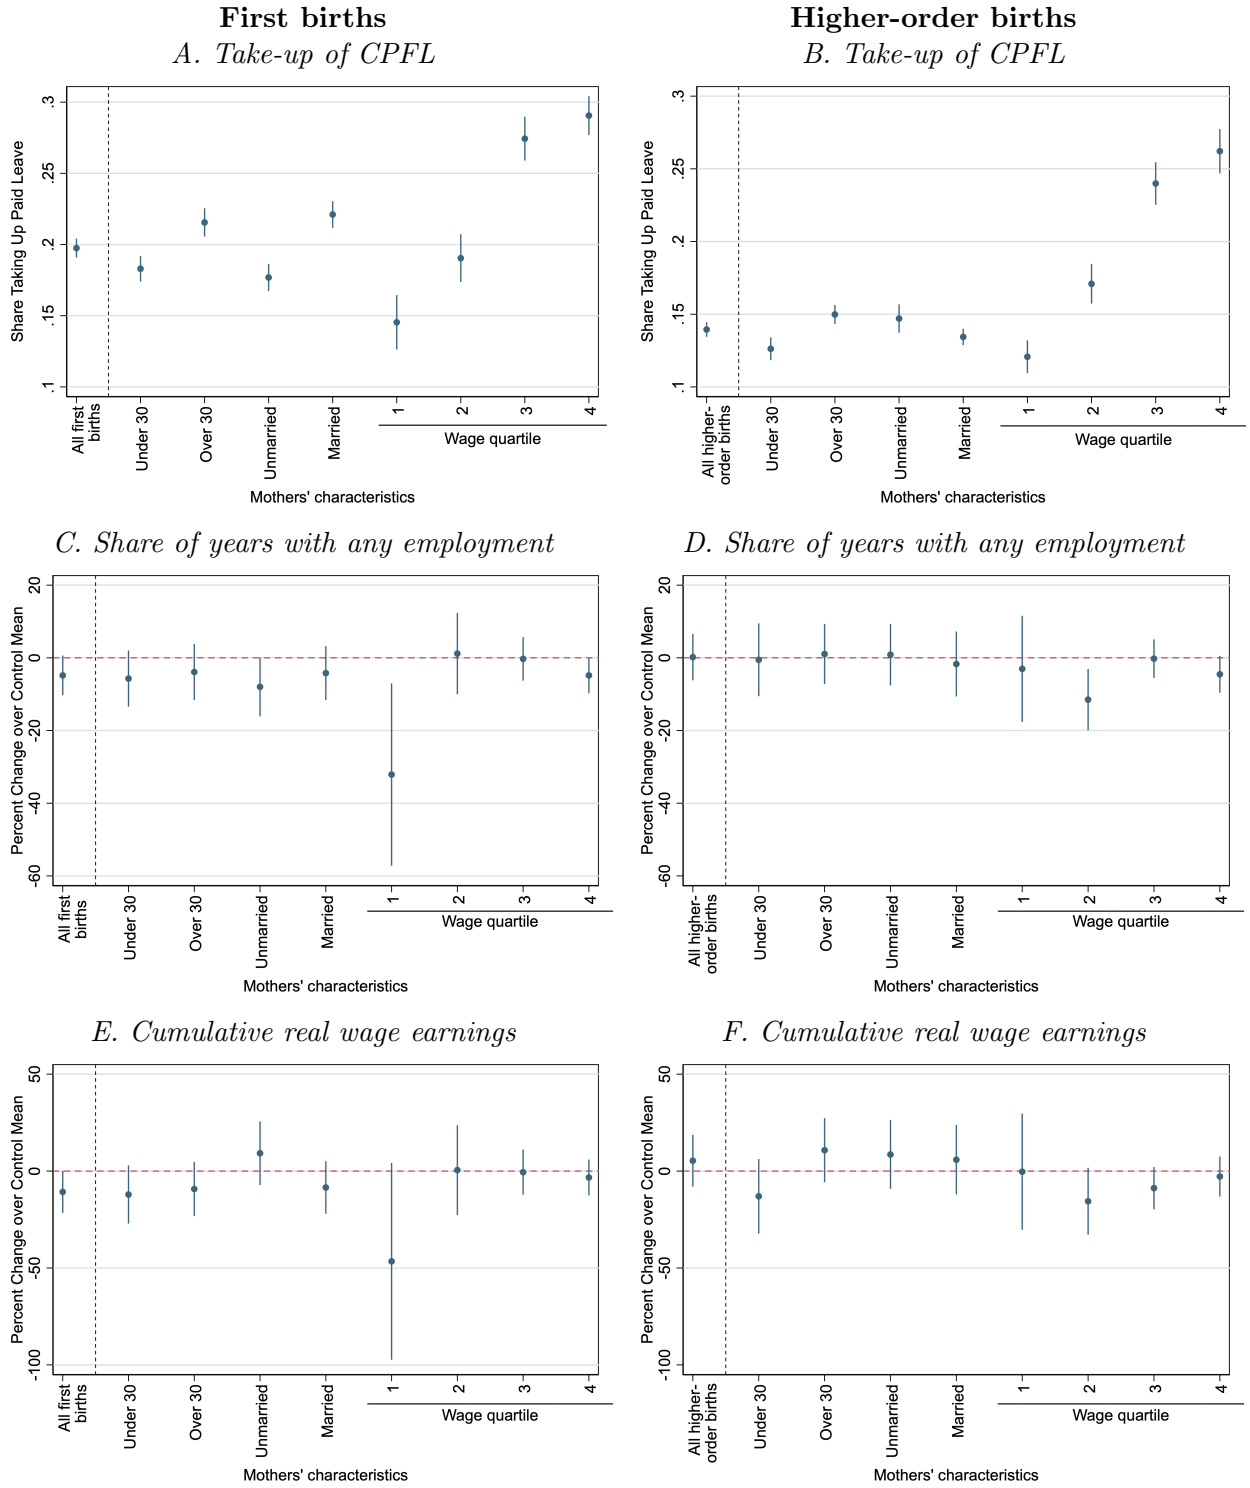 First births
Higher-order births
A. Take-up of CPFL
B. Take-up of CPFL
Share Taking Up Paid Leave
.3
.25
.2
.15
.1
All first
births
Under 30
Over 30
Unmarried
Married
1
2
3
4
Wage quartile
Mothers' characteristics
Share Taking Up Paid Leave
.3
.25
.2
.15
.1
All higher-
order births
Under 30
Over 30
Unmarried
Married
1
2
3
4
Wage quartile
Mothers' characteristics
C. Share of years with any employment
D. Share of years with any employment
Percent Change over Control Mean
20
0
-20
-40
-60
All first
births
Under 30
Over 30
Unmarried
Married
1
2
3
4
Wage quartile
Mothers' characteristics
Percent Change over Control Mean
20
0
-20
-40
-60
All higher-
order births
Under 30
Over 30
Unmarried
Married
1
2
3
4
Wage quartile
Mothers' characteristics
E. Cumulative real wage earnings
F. Cumulative real wage earnings
Percent Change over Control Mean
50
0
-50
-100
All first
births
Under 30
Over 30
Unmarried
Married
1
2
3
4
Wage quartile
Mothers' characteristics
Percent Change over Control Mean
50
0
-50
-100
All higher-
order births
Under 30
Over 30
Unmarried
Married
1
2
3
4
Wage quartile
Mothers' characteristics